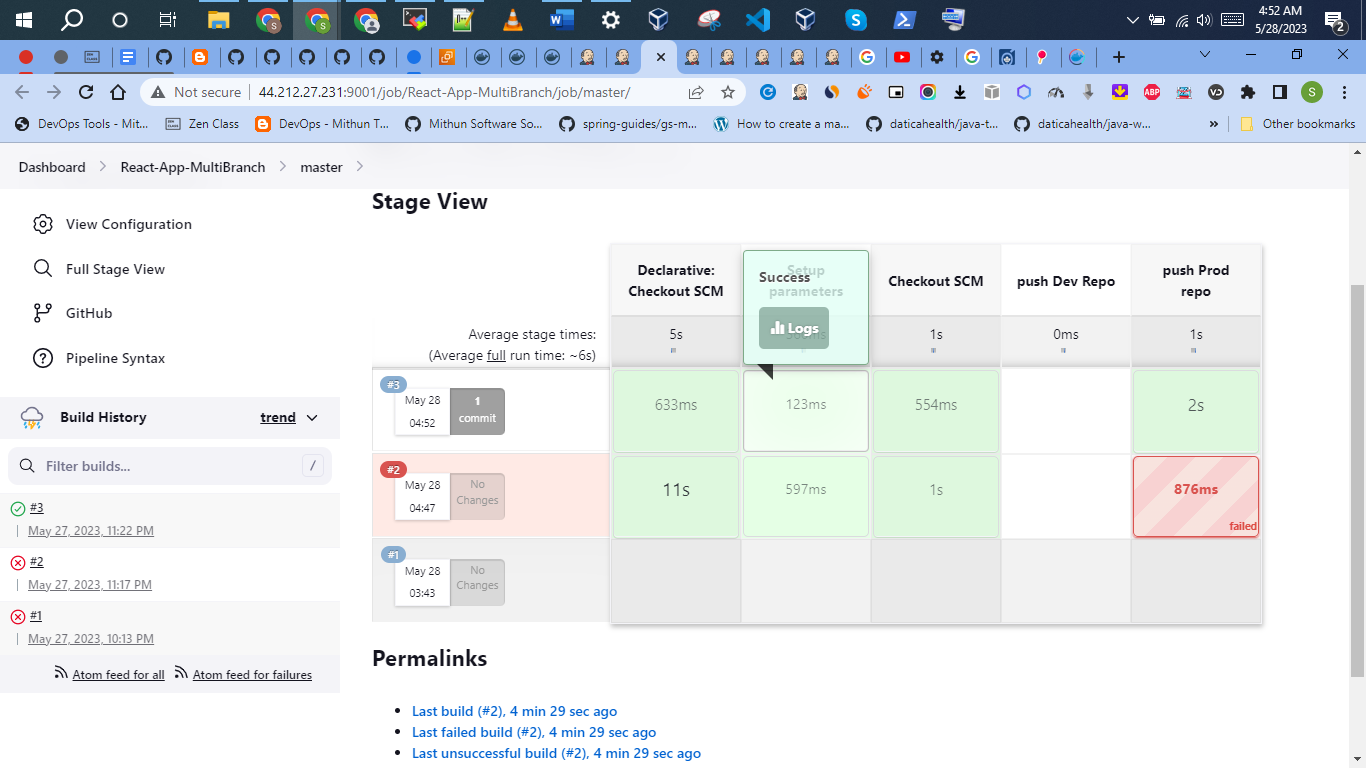 4:52 AM
5/28/2023
2
Not secure
44.212.27.231:9001/job/React-App-MultiBranch/job/master/
ABP
S
DevOps Tools - Mit...
Zen Class
DevOps - Mithun T...
Mithun Software So...
spring-guides/gs-m...
How to create a ma...
daticahealth/java-t...
daticahealth/java-w...
»
Other bookmarks
Dashboard
React-App-MultiBranch
master
View Configuration
Full Stage View
GitHub
Pipeline Syntax
Build History
trend
Filter builds...
/
#3
May 27, 2023, 11:22 PM
#2
May 27, 2023, 11:17 PM
#1
May 27, 2023, 10:13 PM
Atom feed for all
Atom feed for failures
Stage View
Declarative:
Checkout SCM
Setup
parameters
Success
Logs
Checkout SCM
push Dev Repo
push Prod
repo
Average stage times:
(Average full run time: ~6s)
5s
1s
0ms
1s
#3
May 28
04:52
1
commit
633ms
123ms
554ms
2s
#2
May 28
04:47
No
Changes
11s
597ms
1s
876ms
failed
#1
May 28
03:43
No
Changes
Permalinks
Last build (#2), 4 min 29 sec ago
Last failed build (#2), 4 min 29 sec ago
Last unsuccessful build (#2), 4 min 29 sec ago